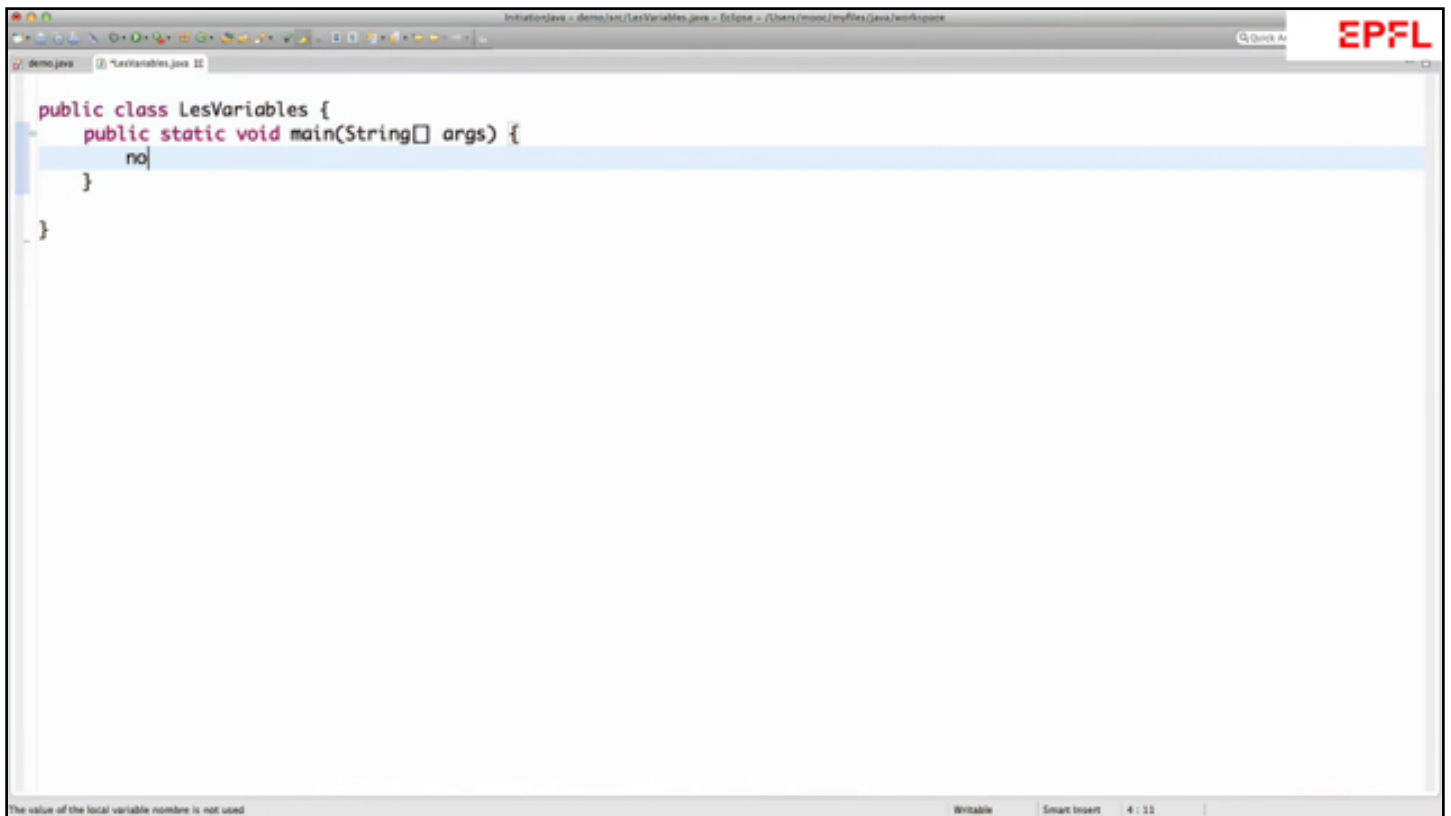 InitiationJava - demo/src/LesVariables.java - Eclipse - /Users/mooc/myfiles/java/workspace
Quick A
EPFL
demo.java *LesVariables.java
public class LesVariables {
public static void main(String[] args) {
no
}
}
The value of the local variable nombre is not used Writable Smart Insert 4 : 11